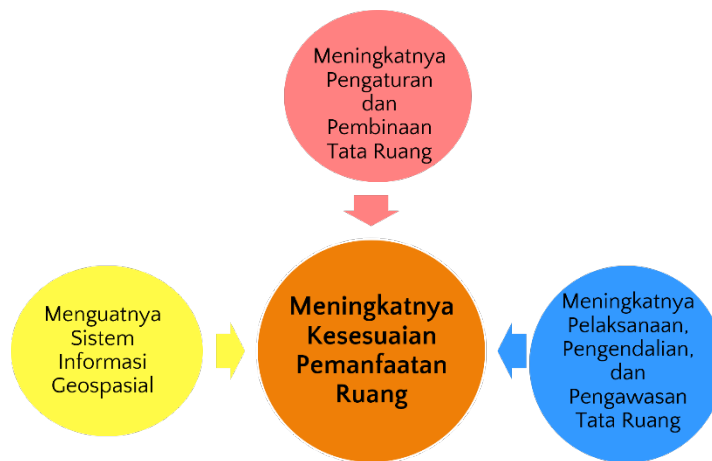 Meningkatnya
Pengaturan
dan
Pembinaan
Tata Ruang
Menguatnya
Sistem
Informasi
Geospasial
Meningkatnya
Kesesuaian
Pemanfaatan
Ruang
Meningkatnya
Pelaksanaan,
Pengendalian,
dan
Pengawasan
Tata Ruang